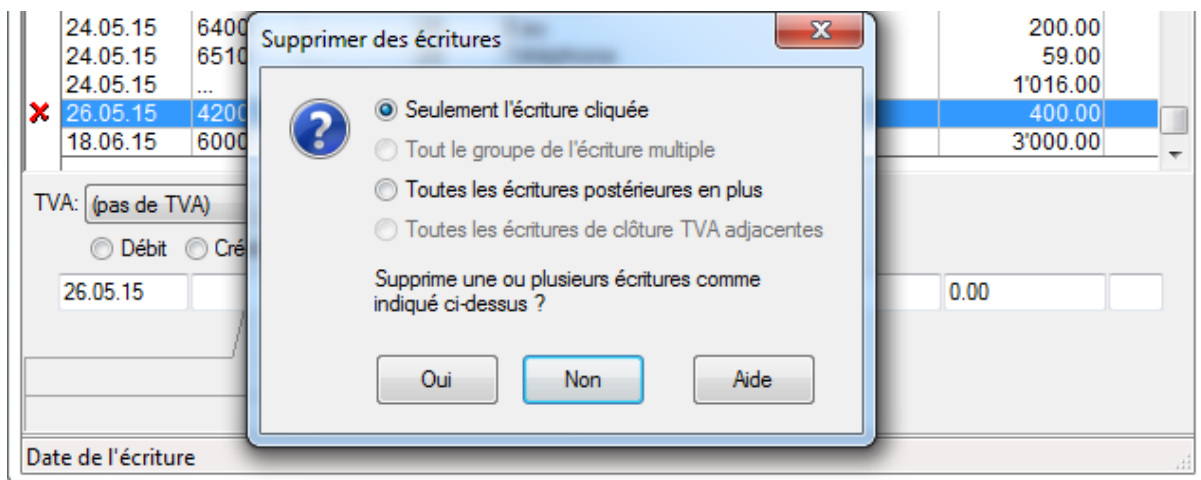 24.05.15 6400 200.00
Supprimer des écritures
24.05.15 6510 59.00
24.05.15 ... 1'016.00
26.05.15 4200 400.00
18.06.15 6000 3'000.00
Seulement l'écriture cliquée
Tout le groupe de l'écriture multiple
Toutes les écritures postérieures en plus
Toutes les écritures de clôture TVA adjacentes
TVA: (pas de TVA)
Débit
Supprime une ou plusieurs écritures comme
indiqué ci-dessus ?
26.05.15 0.00
Oui Non Aide
Date de l'écriture